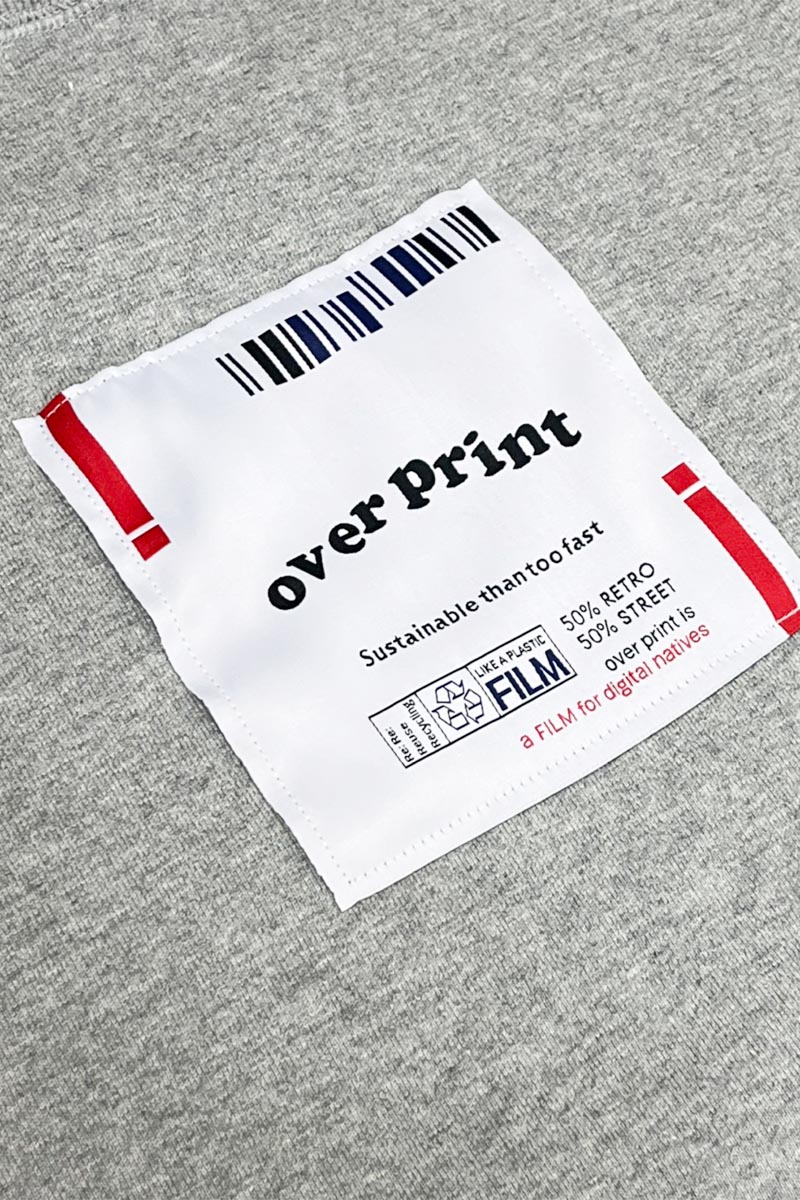 over print
Sustainable than too fast
Re: Re:
Reuse
Recycling
LIKE A PLASTIC
FILM
50% RETRO
50% STREET
over print is
a FILM for digital natives